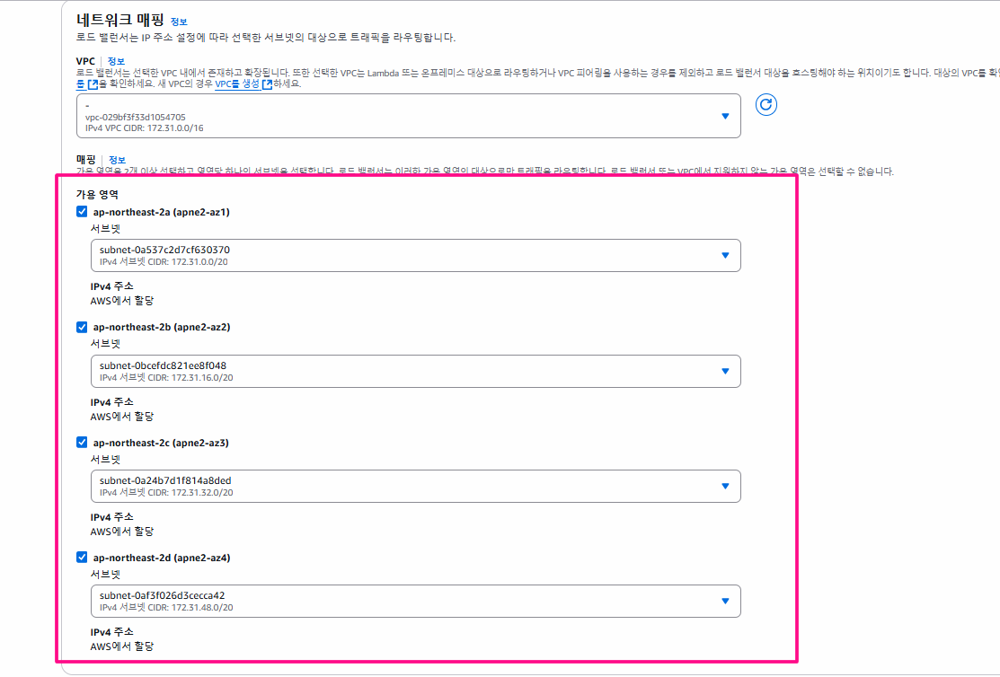 네트워크 매핑 정보
로드 밸런서는 IP 주소 설정에 따라 선택한 서브넷의 대상으로 트래픽을 라우팅합니다.
VPC 정보
로드 밸런서는 선택한 VPC 내에서 존재하고 확장됩니다. 또한 선택한 VPC는 Lambda 또는 온프레미스 대상으로 라우팅하거나 VPC 피어링을 사용하는 경우를 제외하고 로드 밸런서 대상을 호스팅해야 하는 위치이기도 합니다. 대상의 VPC를 확인
를 을 확인하세요. 새 VPC의 경우 VPC를 생성 하세요.
-
vpc-029bf3f33d1054705
IPv4 VPC CIDR: 172.31.0.0/16
매핑 정보
가용 영역을 2개 이상 선택하고 영역당 하나의 서브넷을 선택합니다. 로드 밸런서는 이러한 가용 영역의 대상으로만 트래픽을 라우팅합니다. 로드 밸런서 또는 VPC에서 지원하지 않는 가용 영역은 선택할 수 없습니다.
가용 영역
ap-northeast-2a (apne2-az1)
서브넷
subnet-0a537c2d7cf630370
IPv4 서브넷 CIDR: 172.31.0.0/20
IPv4 주소
AWS에서 할당
ap-northeast-2b (apne2-az2)
서브넷
subnet-0bcefdc821ee8f048
IPv4 서브넷 CIDR: 172.31.16.0/20
IPv4 주소
AWS에서 할당
ap-northeast-2c (apne2-az3)
서브넷
subnet-0a24b7d1f814a8ded
IPv4 서브넷 CIDR: 172.31.32.0/20
IPv4 주소
AWS에서 할당
ap-northeast-2d (apne2-az4)
서브넷
subnet-0af3f026d3cecca42
IPv4 서브넷 CIDR: 172.31.48.0/20
IPv4 주소
AWS에서 할당